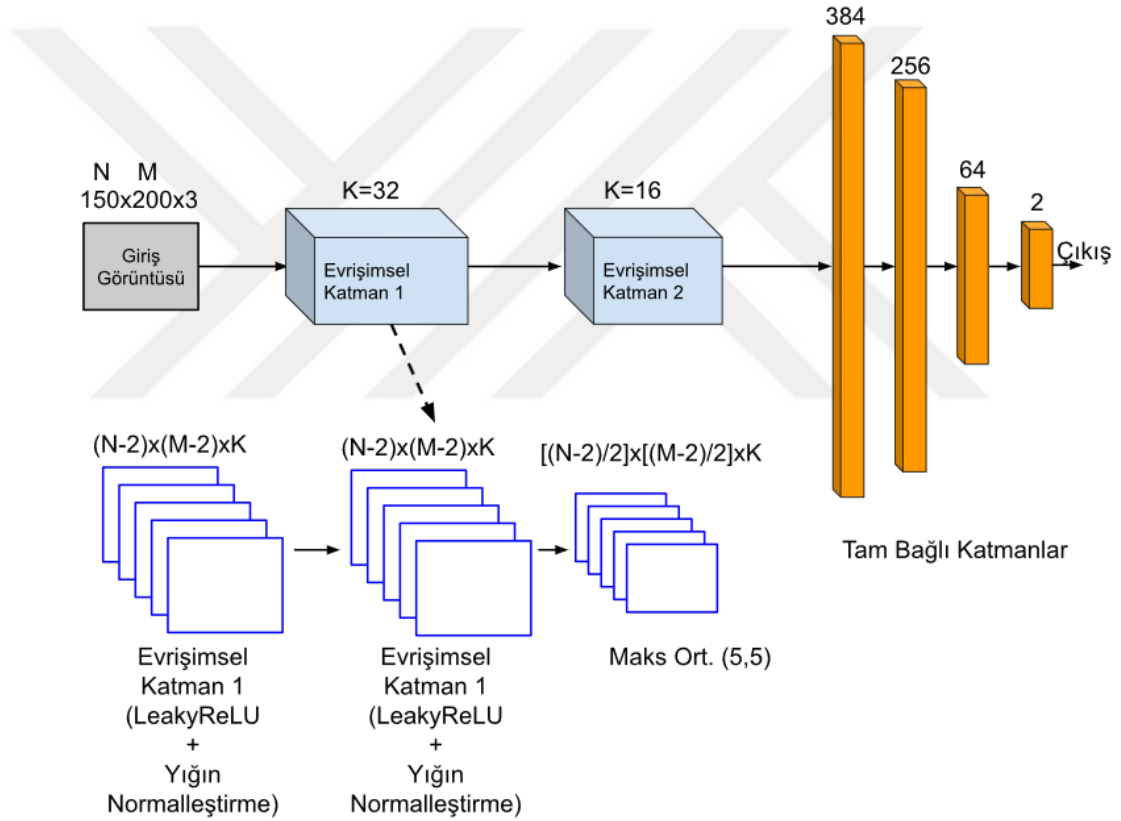 384
256
64
2
N M
150x200x3
K=32
K=16
Giriş
Görüntüsü
Evrişimsel
Katman 1
Evrişimsel
Katman 2
Çıkış
(N-2)x(M-2)xK
(N-2)x(M-2)xK
[(N-2)/2]x[(M-2)/2]xK
Tam Bağlı Katmanlar
Evrişimsel
Katman 1
(LeakyReLU
+
Yığın
Normalleştirme)
Evrişimsel
Katman 1
(LeakyReLU
+
Yığın
Normalleştirme)
Maks Ort. (5,5)